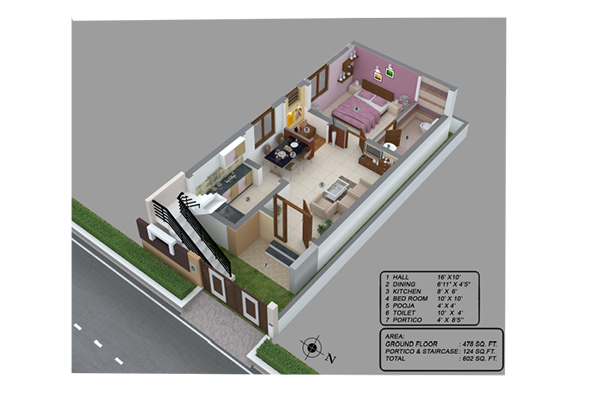 1 HALL 16' X10'
2 DINING 6'11" X 4'5"
3 KITCHEN 8' X 6'
4 BED ROOM 10' X 10'
5 POOJA 4' X 4'
6 TOILET 10' X 4'
7 PORTICO 4' X 8'5"
AREA:
GROUND FLOOR : 478 SQ. FT.
PORTICO & STAIRCASE : 124 SQ.FT.
TOTAL : 602 SQ. FT.
N